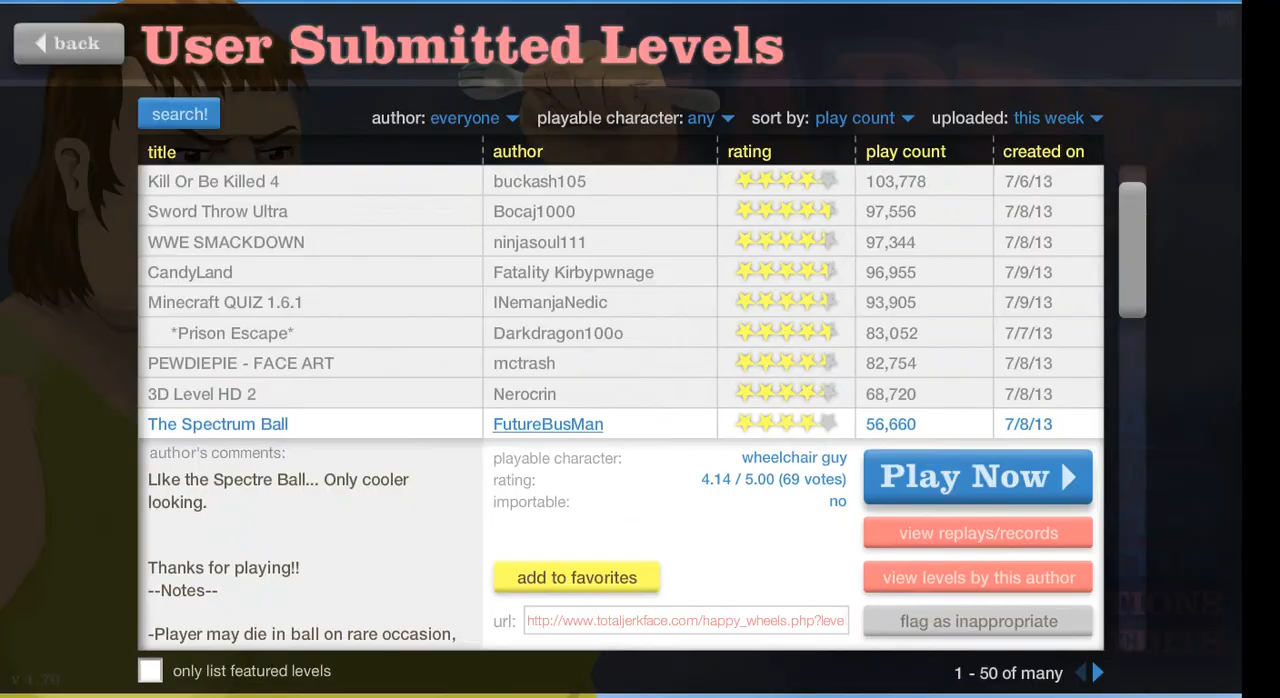 back
User Submitted Levels
search!
author: everyone playable character: any sort by: play count uploaded: this week
title author rating play count created on
Kill Or Be Killed 4 buckash105 103,778 7/6/13
Sword Throw Ultra Bocaj1000 97,556 7/8/13
WWE SMACKDOWN ninjasoul111 97,344 7/8/13
CandyLand Fatality Kirbypwnage 96,955 7/9/13
Minecraft QUIZ 1.6.1 INemanjaNedic 93,905 7/9/13
*Prison Escape* Darkdragon100o 83,052 7/7/13
PEWDIEPIE - FACE ART mctrash 82,754 7/8/13
3D Level HD 2 Nerocrin 68,720 7/8/13
The Spectrum Ball FutureBusMan 56,660 7/8/13
author's comments:
LIke the Spectre Ball... Only cooler
looking.
Thanks for playing!!
--Notes--
-Player may die in ball on rare occasion,
playable character: wheelchair guy
rating: 4.14 / 5.00 (69 votes)
importable: no
add to favorites
url: http://www.totaljerkface.com/happy_wheels.php?leve
Play Now
view replays/records
view levels by this author
flag as inappropriate
only list featured levels
1 - 50 of many
v 1.70